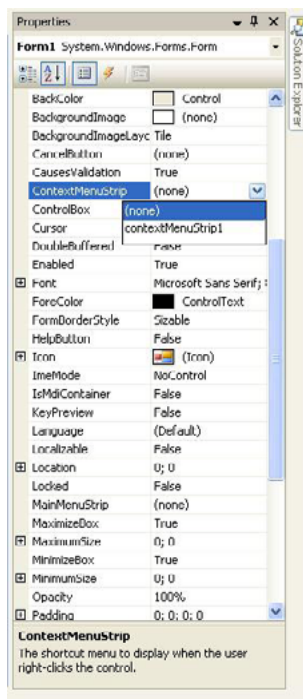 Properties
Form1 System.Windows.Forms.Form
BackColor Control
BackgroundImage (none)
BackgroundImageLayc Tile
CancelButton (none)
CausesValidation True
ContextMenuStrip (none)
ControlBox (none)
Cursor contextMenuStrip1
DoubleBuffered False
Enabled True
Font Microsoft Sans Serif;
ForeColor ControlText
FormBorderStyle Sizable
HelpButton False
Icon (Icon)
ImeMode NoControl
IsMdiContainer False
KeyPreview False
Language (Default)
Localizable False
Location 0; 0
Locked False
MainMenuStrip (none)
MaximizeBox True
MaximumSize 0; 0
MinimizeBox True
MinimumSize 0; 0
Opacity 100%
Padding 0; 0; 0; 0
ContextMenuStrip
The shortcut menu to display when the user
right-clicks the control.
Solution Explorer